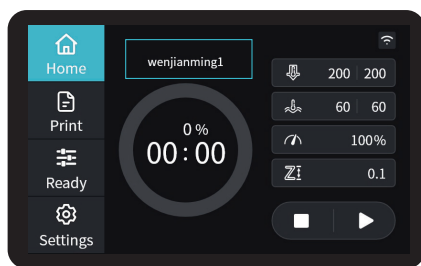 Home
Print
Ready
Settings
wenjianming1
0 %
00:00
200 200
60 60
100%
Z 0.1